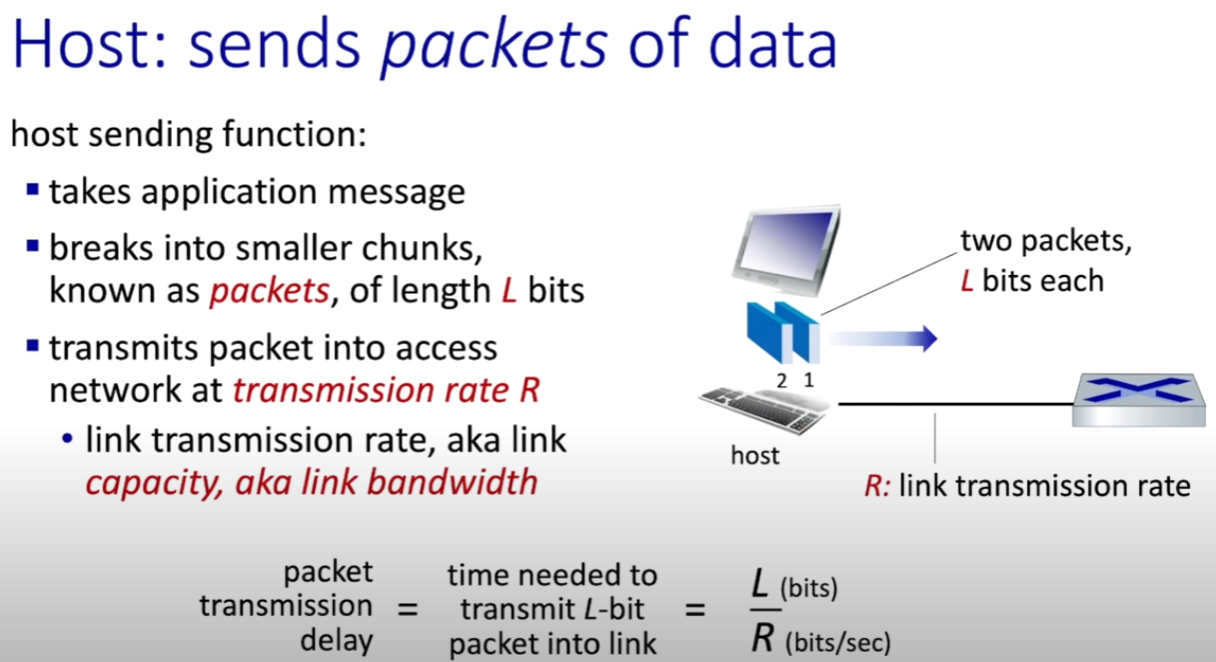 Host: sends packets of data
host sending function:
▪ takes application message
▪ breaks into smaller chunks,
known as packets, of length L bits
▪ transmits packet into access
network at transmission rate R
• link transmission rate, aka link
capacity, aka link bandwidth
two packets,
L bits each
2 1
host
R: link transmission rate
packet
transmission
delay
=
time needed to
transmit L-bit
packet into link
=
L (bits)
R (bits/sec)